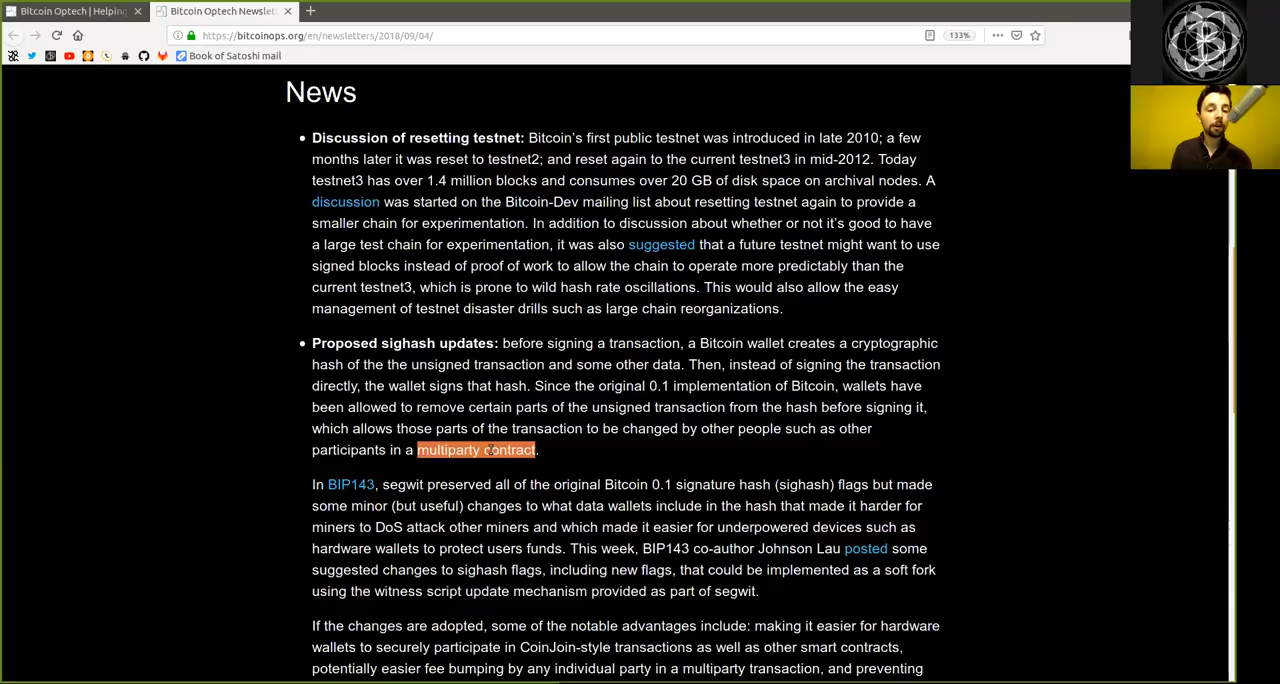 Bitcoin Optech | Helping
Bitcoin Optech Newslett
https://bitcoinops.org/en/newsletters/2018/09/04/
133%
Book of Satoshi mail
News
Discussion of resetting testnet: Bitcoin's first public testnet was introduced in late 2010; a few
months later it was reset to testnet2; and reset again to the current testnet3 in mid-2012. Today
testnet3 has over 1.4 million blocks and consumes over 20 GB of disk space on archival nodes. A
discussion was started on the Bitcoin-Dev mailing list about resetting testnet again to provide a
smaller chain for experimentation. In addition to discussion about whether or not it's good to have
a large test chain for experimentation, it was also suggested that a future testnet might want to use
signed blocks instead of proof of work to allow the chain to operate more predictably than the
current testnet3, which is prone to wild hash rate oscillations. This would also allow the easy
management of testnet disaster drills such as large chain reorganizations.
Proposed sighash updates: before signing a transaction, a Bitcoin wallet creates a cryptographic
hash of the the unsigned transaction and some other data. Then, instead of signing the transaction
directly, the wallet signs that hash. Since the original 0.1 implementation of Bitcoin, wallets have
been allowed to remove certain parts of the unsigned transaction from the hash before signing it,
which allows those parts of the transaction to be changed by other people such as other
participants in a multiparty contract.
In BIP143, segwit preserved all of the original Bitcoin 0.1 signature hash (sighash) flags but made
some minor (but useful) changes to what data wallets include in the hash that made it harder for
miners to DoS attack other miners and which made it easier for underpowered devices such as
hardware wallets to protect users funds. This week, BIP143 co-author Johnson Lau posted some
suggested changes to sighash flags, including new flags, that could be implemented as a soft fork
using the witness script update mechanism provided as part of segwit.
If the changes are adopted, some of the notable advantages include: making it easier for hardware
wallets to securely participate in CoinJoin-style transactions as well as other smart contracts,
potentially easier fee bumping by any individual party in a multiparty transaction, and preventing